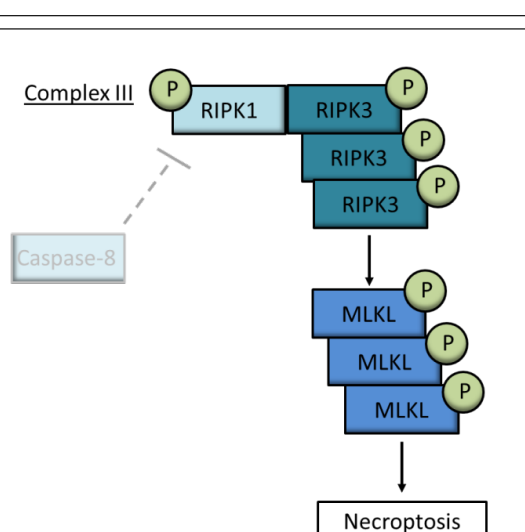 Complex III
P
RIPK1
RIPK3
P
RIPK3
P
RIPK3
P
Caspase-8
MLKL
P
MLKL
P
MLKL
P
Necroptosis